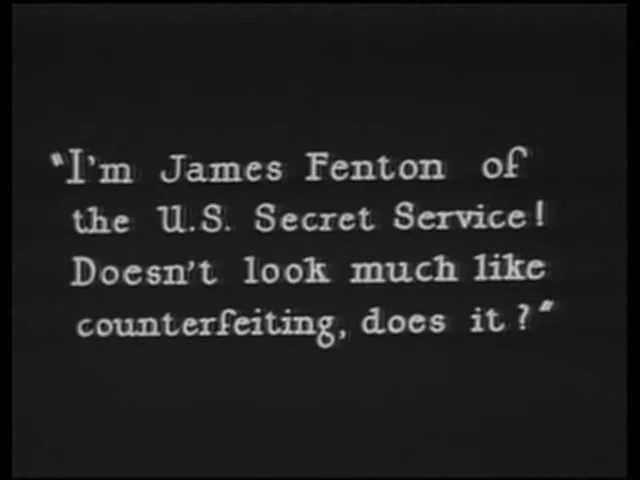 "I'm James Fenton of
the U.S. Secret Service!
Doesn't look much like
counterfeiting, does it?"